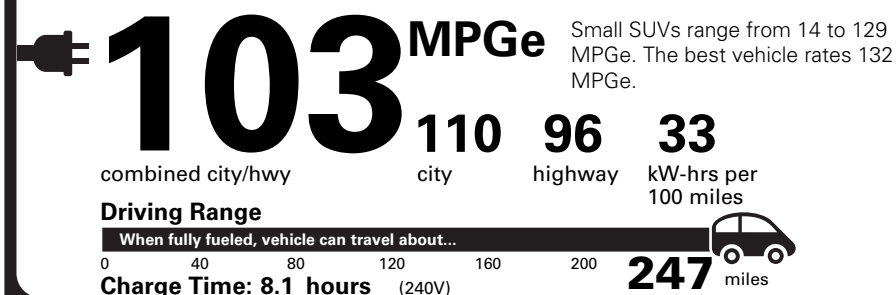 103 MPGe
Small SUVs range from 14 to 129
MPGe. The best vehicle rates 132
MPGe.
110 96 33
combined city/hwy city highway kW-hrs per
100 miles
Driving Range
When fully fueled, vehicle can travel about...
0 40 80 120 160 200 247 miles
Charge Time: 8.1 hours (240V)